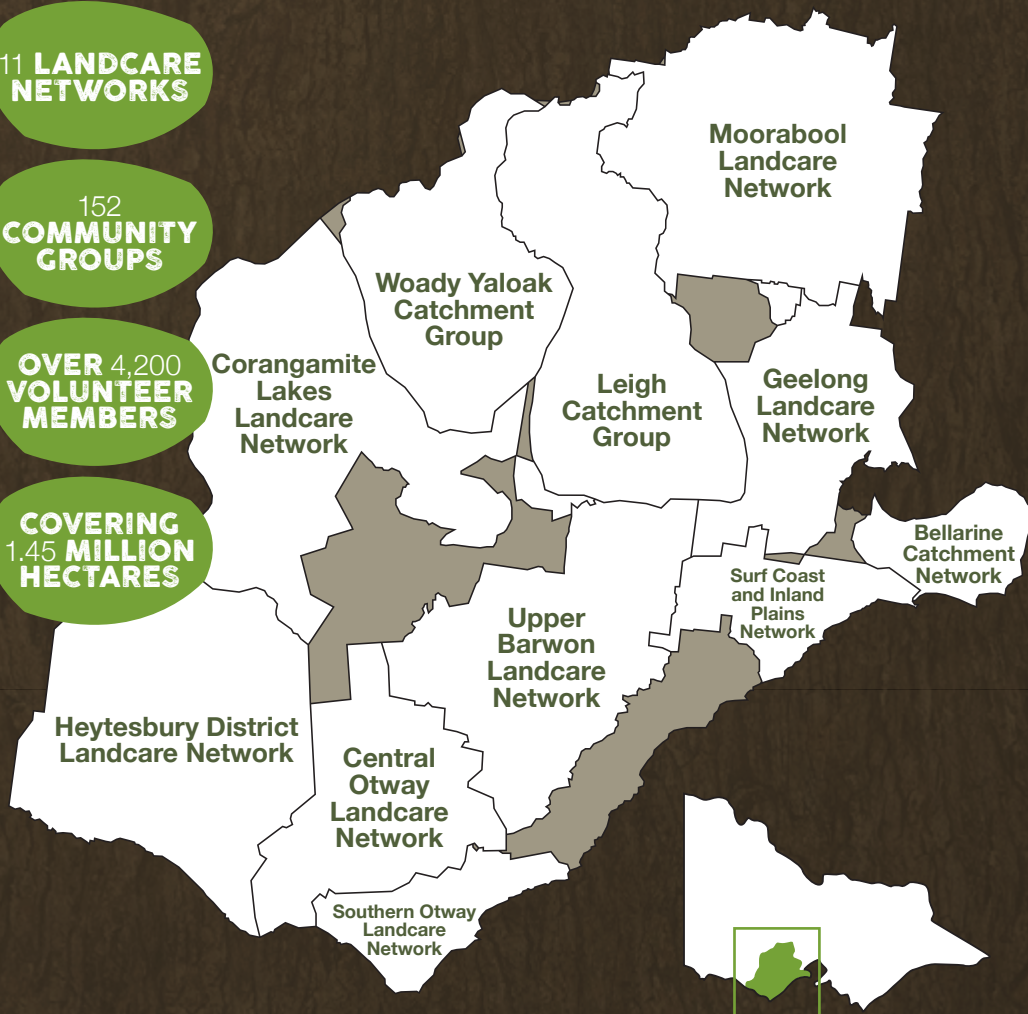 11 LANDCARE
NETWORKS
152
COMMUNITY
GROUPS
OVER 4,200
VOLUNTEER
MEMBERS
COVERING
1.45 MILLION
HECTARES
Moorabool
Landcare
Network
Woady Yaloak
Catchment
Group
Corangamite
Lakes
Landcare
Network
Leigh
Catchment
Group
Geelong
Landcare
Network
Bellarine
Catchment
Network
Surf Coast
and Inland
Plains
Network
Upper
Barwon
Landcare
Network
Heytesbury District
Landcare Network
Central
Otway
Landcare
Network
Southern Otway
Landcare
Network